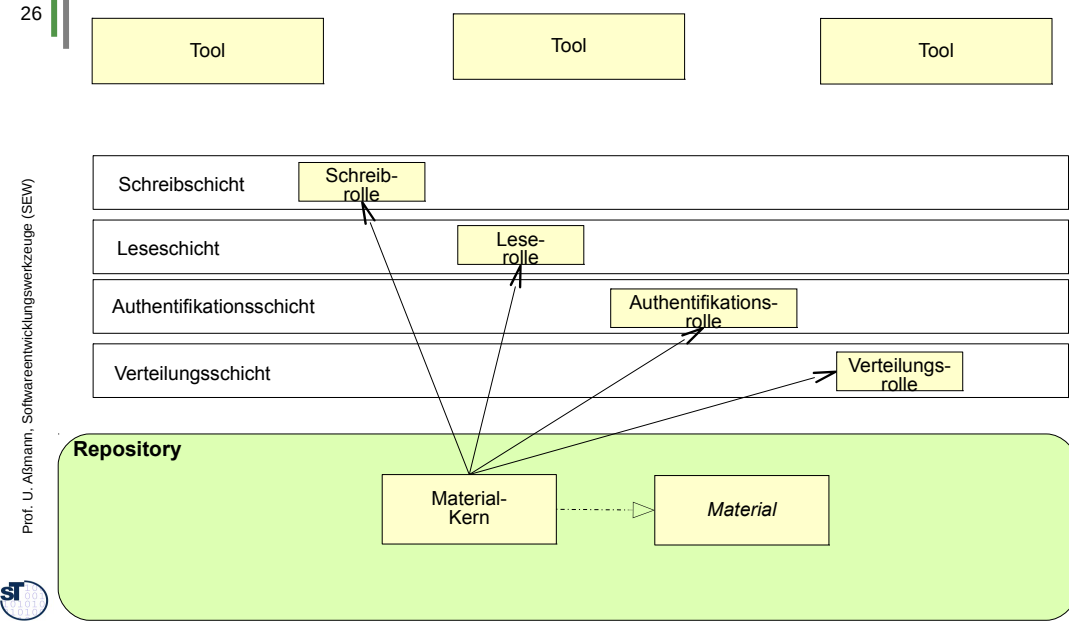 26
Tool
Tool
Tool
Schreibschicht
Schreib-
rolle
Leseschicht
Lese-
rolle
Authentifikationsschicht
Authentifikations-
rolle
Verteilungsschicht
Verteilungs-
rolle
Repository
Material-
Kern
Material
Prof. U. Aßmann, Softwareentwicklungswerkzeuge (SEW)
sT